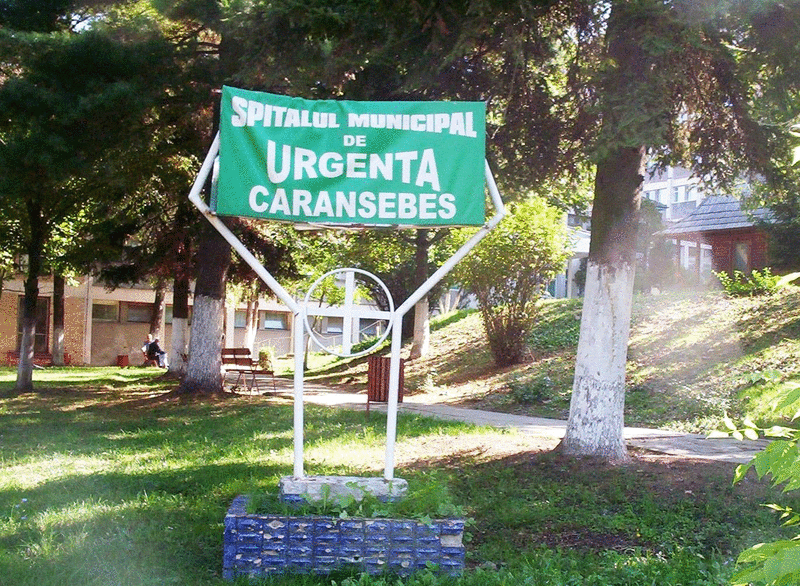 SPITALUL MUNICIPAL
DE
URGENTA
CARANSEBES